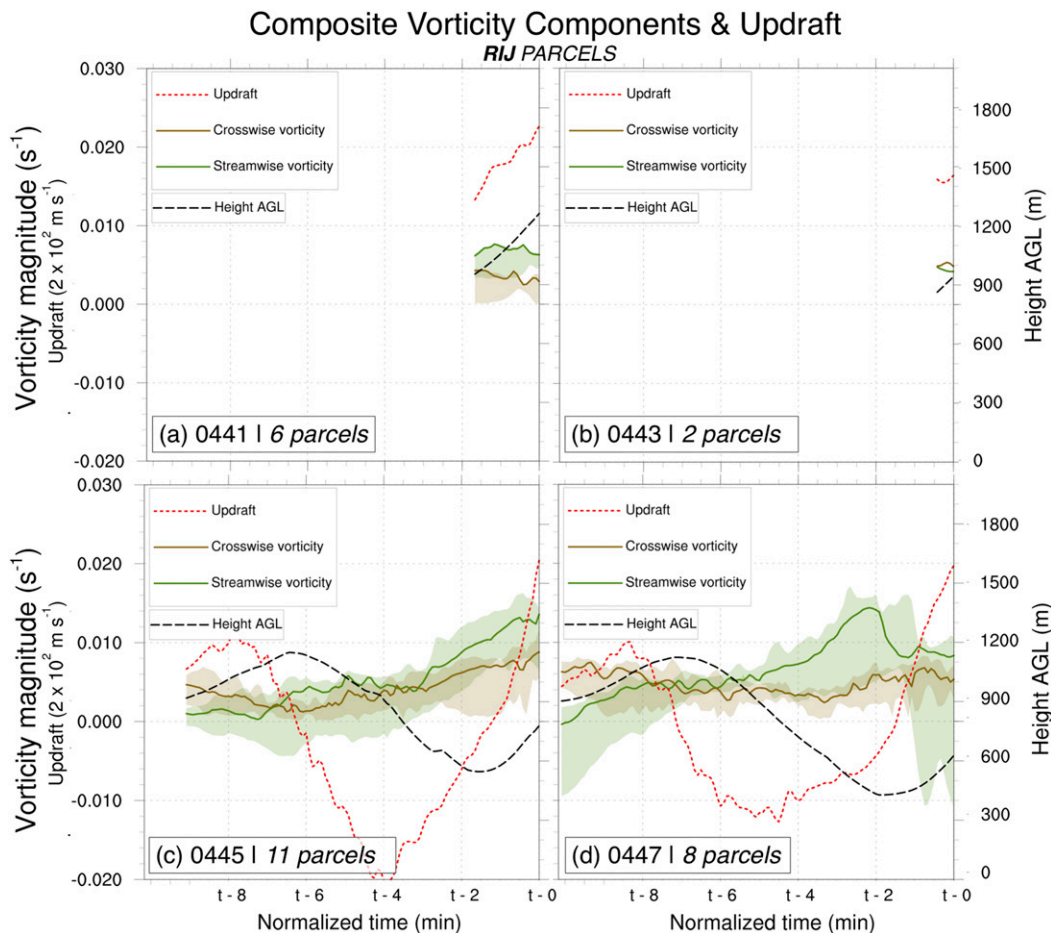 Composite Vorticity Components & Updraft
RIJ PARCELS
Vorticity magnitude (s⁻¹)
Updraft (2 x 10² m s⁻¹)
0.030
0.020
0.010
0.000
-0.010
-0.020
Updraft
Crosswise vorticity
Streamwise vorticity
Height AGL
(a) 0441 | 6 parcels
Updraft
Crosswise vorticity
Streamwise vorticity
Height AGL
(b) 0443 | 2 parcels
1800
1500
1200
900
600
300
0
Height AGL (m)
Vorticity magnitude (s⁻¹)
Updraft (2 x 10² m s⁻¹)
0.030
0.020
0.010
0.000
-0.010
-0.020
Updraft
Crosswise vorticity
Streamwise vorticity
Height AGL
(c) 0445 | 11 parcels
t - 8 t - 6 t - 4 t - 2 t - 0
Normalized time (min)
Updraft
Crosswise vorticity
Streamwise vorticity
Height AGL
(d) 0447 | 8 parcels
t - 8 t - 6 t - 4 t - 2 t - 0
Normalized time (min)
1800
1500
1200
900
600
300
0
Height AGL (m)